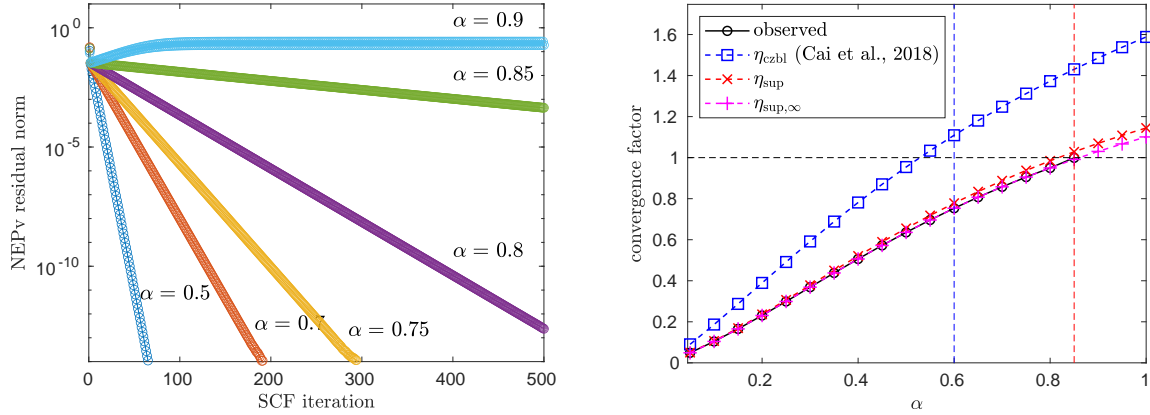 10^0
10^-5
10^-10
0
100
200
300
400
500
NEPv residual norm
SCF iteration
α = 0.9
α = 0.85
α = 0.8
α = 0.5
α = 0.7
α = 0.75
observed
η_czbl (Cai et al., 2018)
η_sup
η_sup,∞
1.6
1.4
1.2
1
0.8
0.6
0.4
0.2
0
0.2
0.4
0.6
0.8
1
convergence factor
α